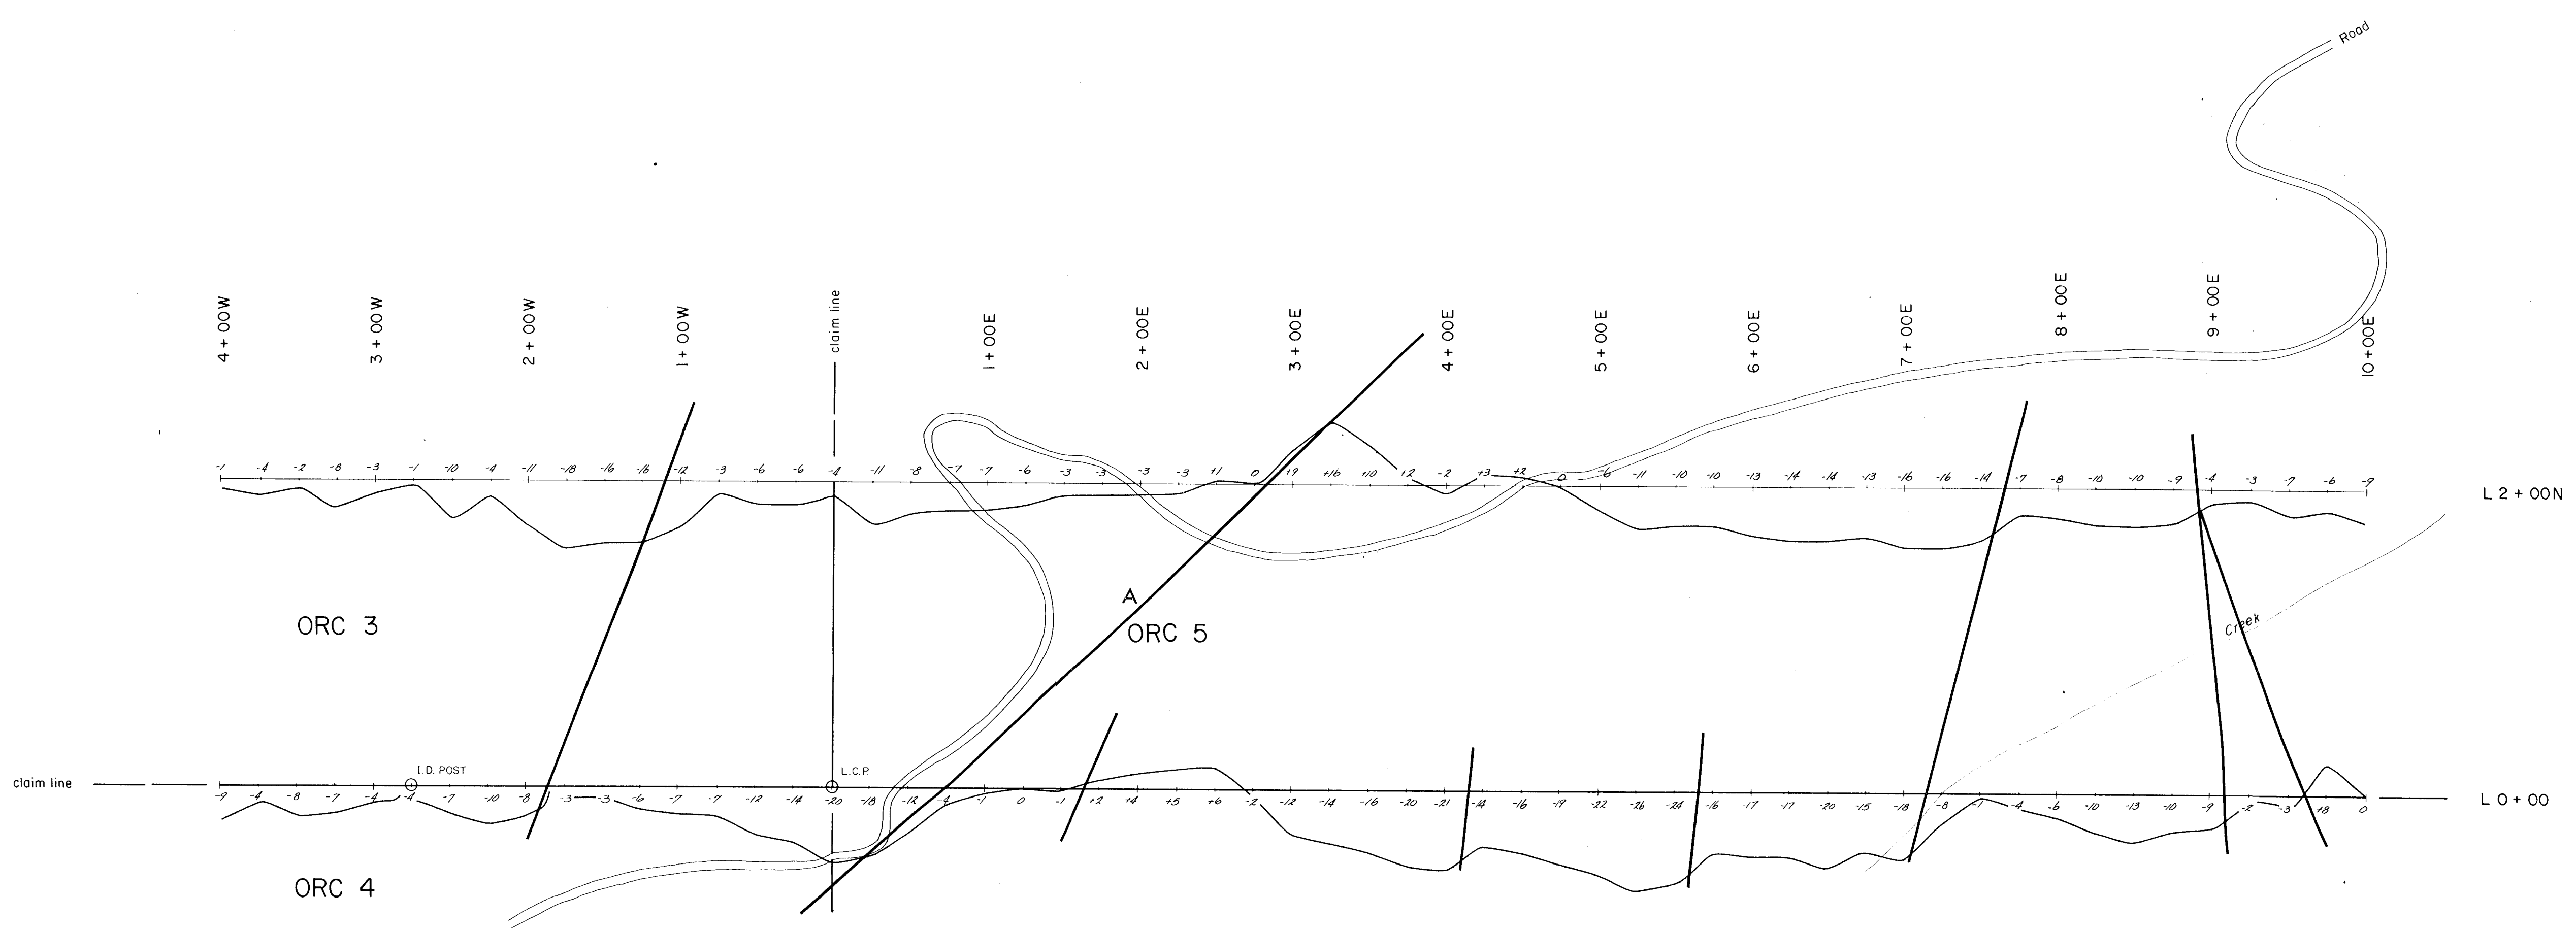 Road
4+00W
3+00W
2+00W
1+00W
claim line
1+00E
2+00E
3+00E
4+00E
5+00E
6+00E
7+00E
8+00E
9+00E
10+00E
-1 -4 -2 -8 -3 -1 -10 -4 -11 -18 -16 -16 -12 -3 -6 -6 -4 -11 -8 -7 -7 -6 -3 -3 -3 -3 +1 0 +9 +16 +10 +2 -2 +3 +2 0 -6 -11 -10 -10 -13 -14 -14 -13 -16 -16 -14 -7 -8 -10 -10 -9 -4 -3 -7 -6 -9
L 2+00N
A
ORC 3
ORC 5
Creek
I.D. POST
L.C.P.
claim line
-9 -4 -8 -7 -4 -4 -7 -10 -8 -3 -3 -6 -7 -7 -12 -14 -20 -18 -12 -4 -1 0 -1 +2 +4 +5 +6 -2 -12 -14 -16 -20 -21 -14 -16 -19 -22 -26 -24 -16 -17 -17 -20 -15 -18 -8 -1 -4 -6 -10 -13 -10 -9 -2 -3 +8 0
L 0+00
ORC 4